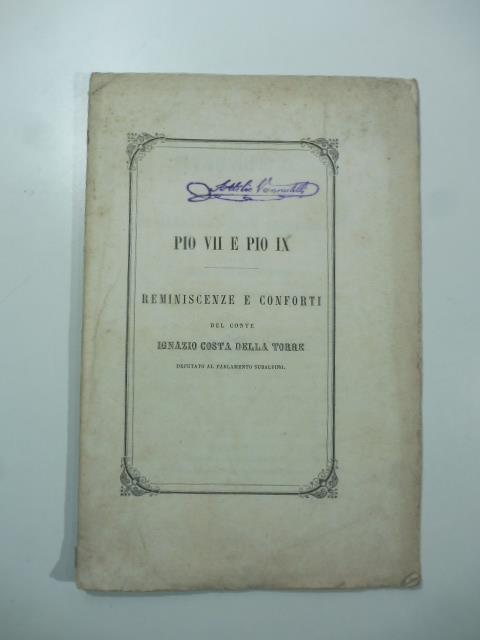 PIO VII E PIO IX
REMINISCENZE E CONFORTI
DEL CONTE
IGNAZIO COSTA DELLA TORRE
DEPUTATO AL PARLAMENTO SUBALPINO.